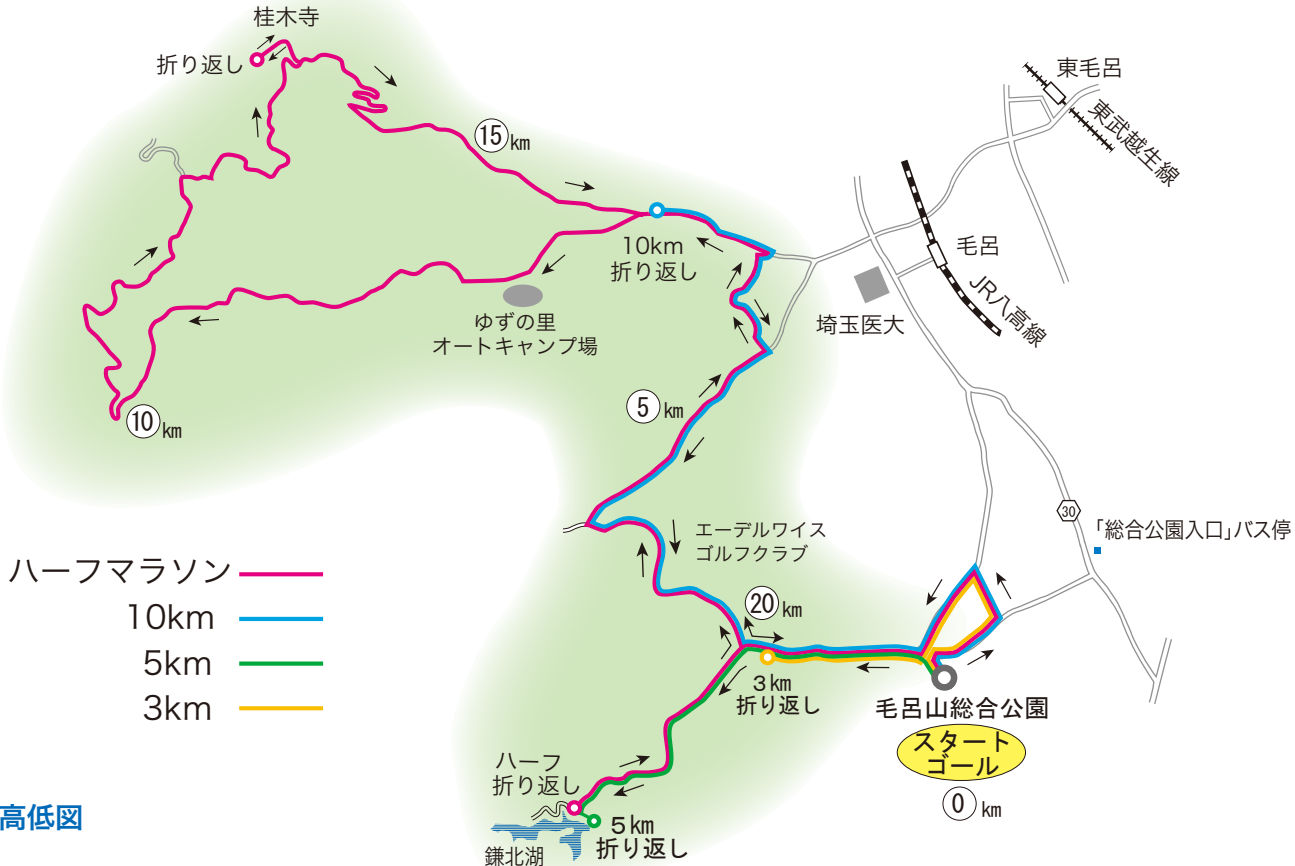 桂木寺
折り返し
東毛呂
東武越生線
15km
10km
折り返し
毛呂
JR八高線
埼玉医大
ゆずの里
オートキャンプ場
5km
10km
30
「総合公園入口」バス停
エーデルワイス
ゴルフクラブ
ハーフマラソン
10km
5km
3km
20km
3km
折り返し
毛呂山総合公園
スタート
ゴール
0km
ハーフ
折り返し
5km
折り返し
鎌北湖
高低図